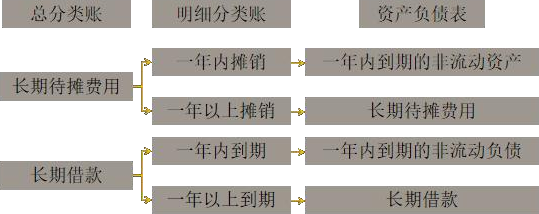 总分类账 明细分类账 资产负债表
一年内摊销 一年内到期的非流动资产
长期待摊费用
一年以上摊销 长期待摊费用
一年内到期 一年内到期的非流动负债
长期借款
一年以上到期 长期借款